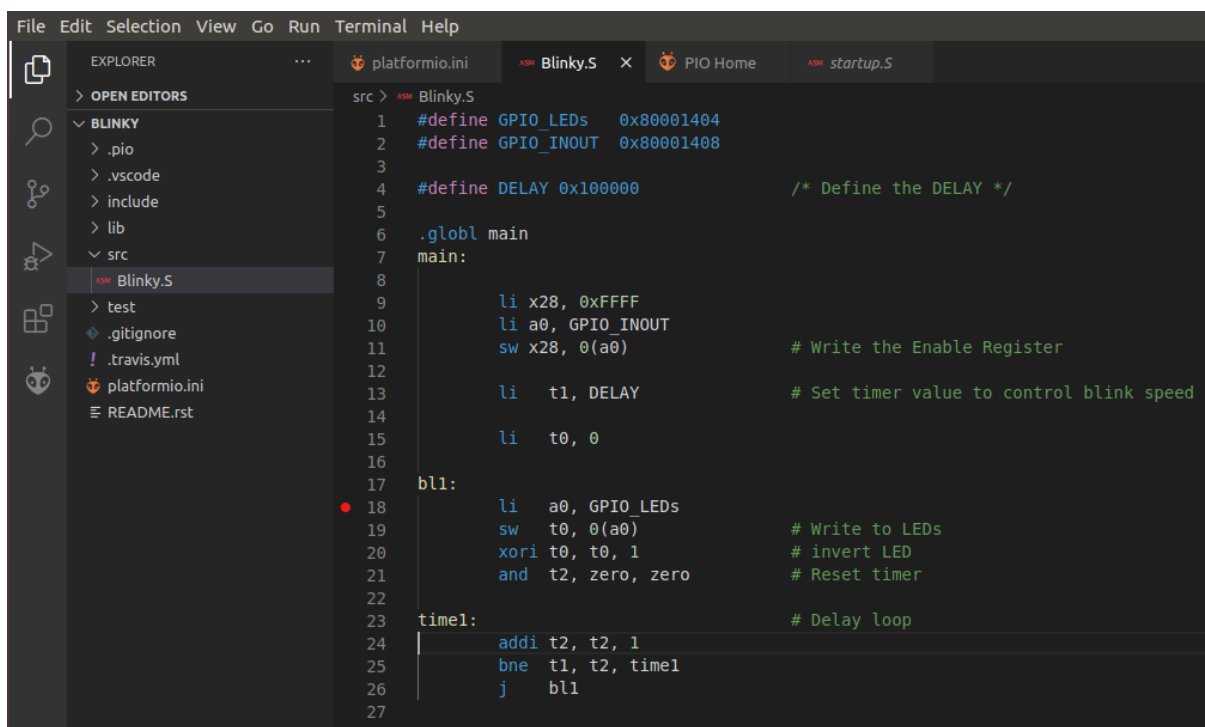 File Edit Selection View Go Run Terminal Help
EXPLORER ...
> OPEN EDITORS
BLINKY
> .pio
> .vscode
> include
> lib
src
ASM Blinky.S
> test
.gitignore
! .travis.yml
platformio.ini
README.rst
platformio.ini ASM Blinky.S × PIO Home ASM startup.S
src > ASM Blinky.S
1 #define GPIO_LEDs 0x80001404
2 #define GPIO_INOUT 0x80001408
3
4 #define DELAY 0x100000 /* Define the DELAY */
5
6 .globl main
7 main:
8
9 li x28, 0xFFFF
10 li a0, GPIO_INOUT
11 sw x28, 0(a0) # Write the Enable Register
12
13 li t1, DELAY # Set timer value to control blink speed
14
15 li t0, 0
16
17 bl1:
18 li a0, GPIO_LEDs
19 sw t0, 0(a0) # Write to LEDs
20 xori t0, t0, 1 # invert LED
21 and t2, zero, zero # Reset timer
22
23 time1: # Delay loop
24 addi t2, t2, 1
25 bne t1, t2, time1
26 j bl1
27